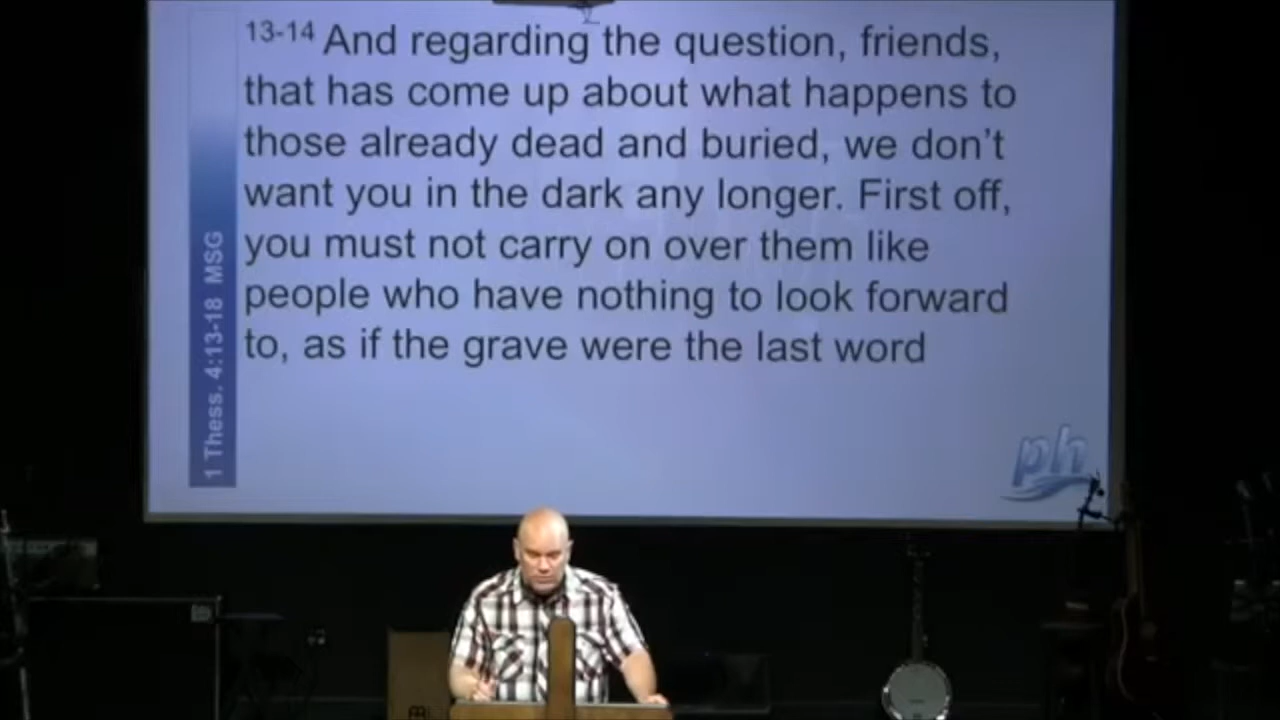 13-14 And regarding the question, friends,
that has come up about what happens to
those already dead and buried, we don't
want you in the dark any longer. First off,
you must not carry on over them like
people who have nothing to look forward
to, as if the grave were the last word
1 Thess. 4:13-18 MSG
ph